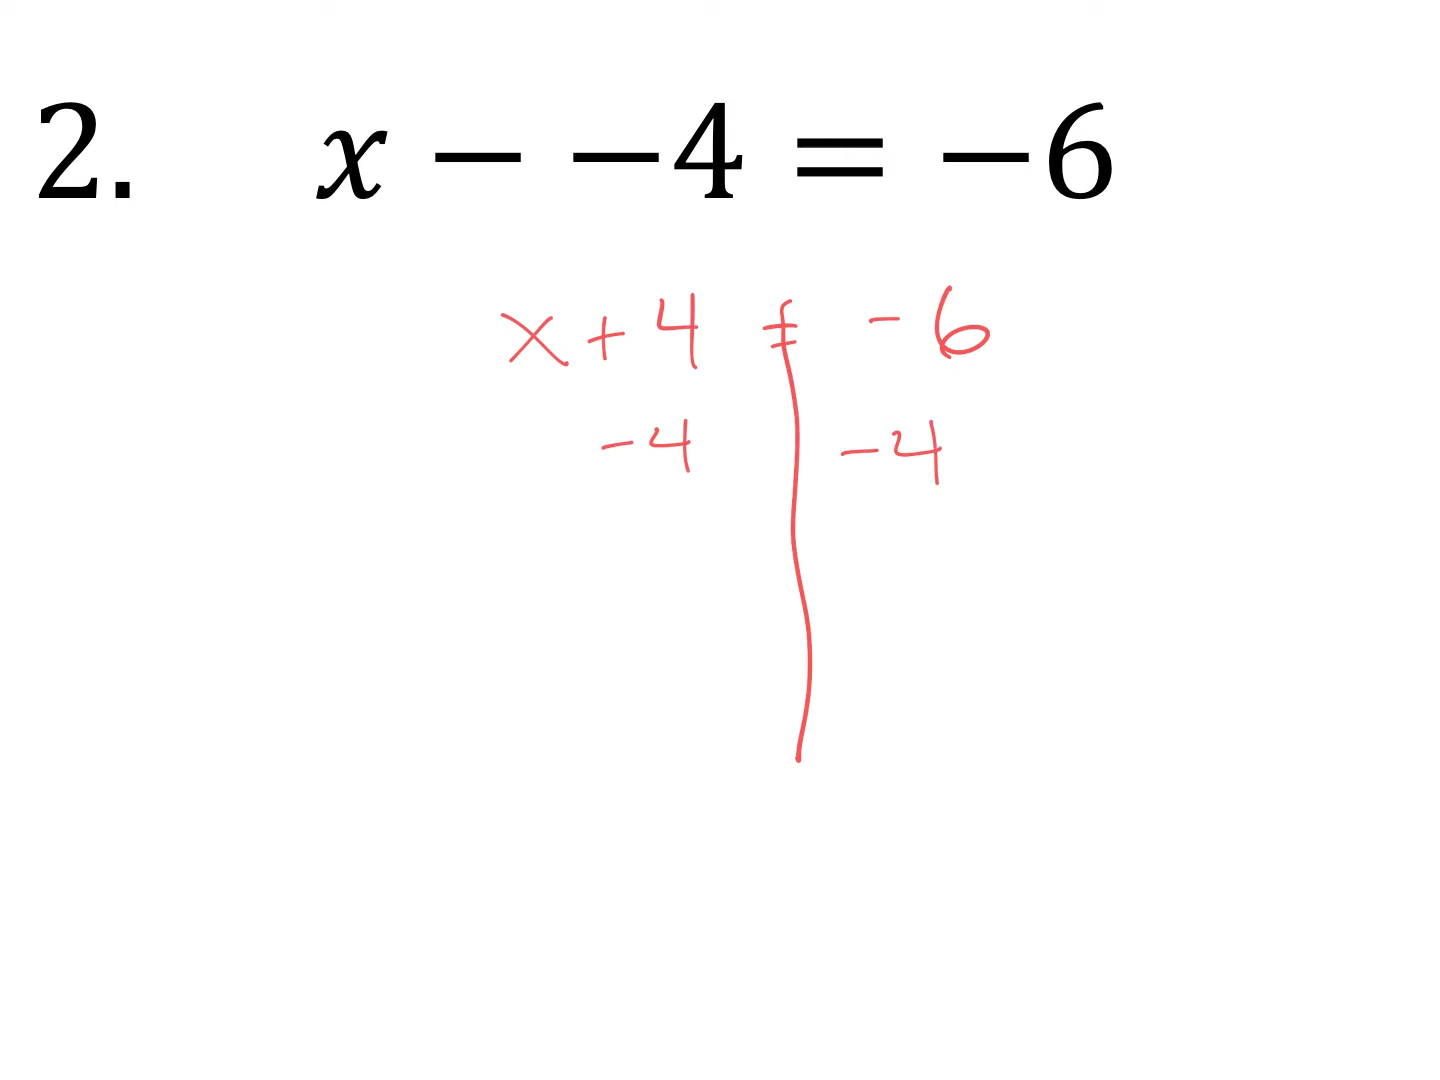 2. x − −4 = −6
x + 4 = - 6
-4 -4